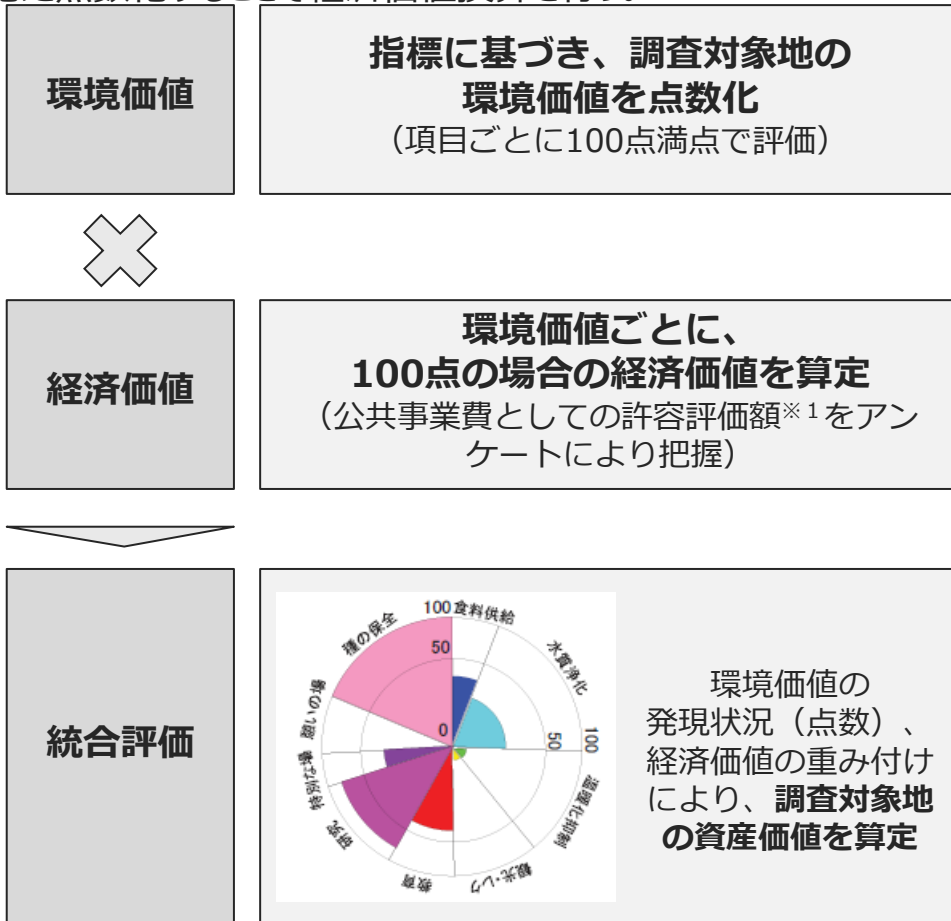 環境価値
指標に基づき、調査対象地の
環境価値を点数化
（項目ごとに100点満点で評価）
経済価値
環境価値ごとに、
100点の場合の経済価値を算定
（公共事業費としての許容評価額※1をアン
ケートにより把握）
統合評価
100
50
0
食料供給
水質浄化
50
100
温暖化抑制
観光・レク
教育
研究
特別な場
憩いの場
種の保全
環境価値の
発現状況（点数）、
経済価値の重み付け
により、調査対象地
の資産価値を算定